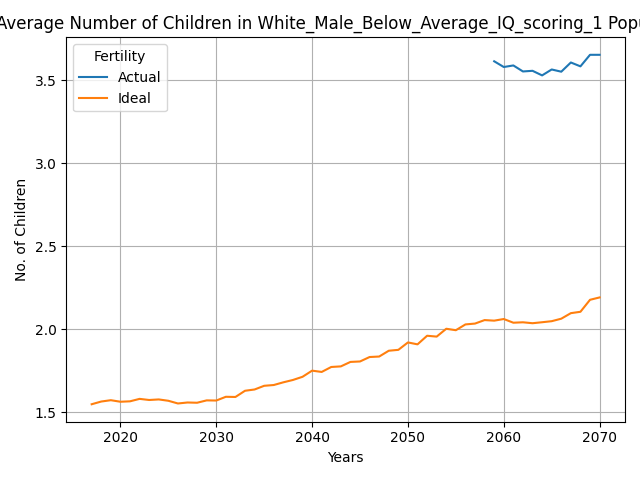 Average Number of Children in White_Male_Below_Average_IQ_scoring_1 Popu
Fertility
Actual
Ideal
3.5
3.0
2.5
2.0
1.5
No. of Children
2020 2030 2040 2050 2060 2070
Years